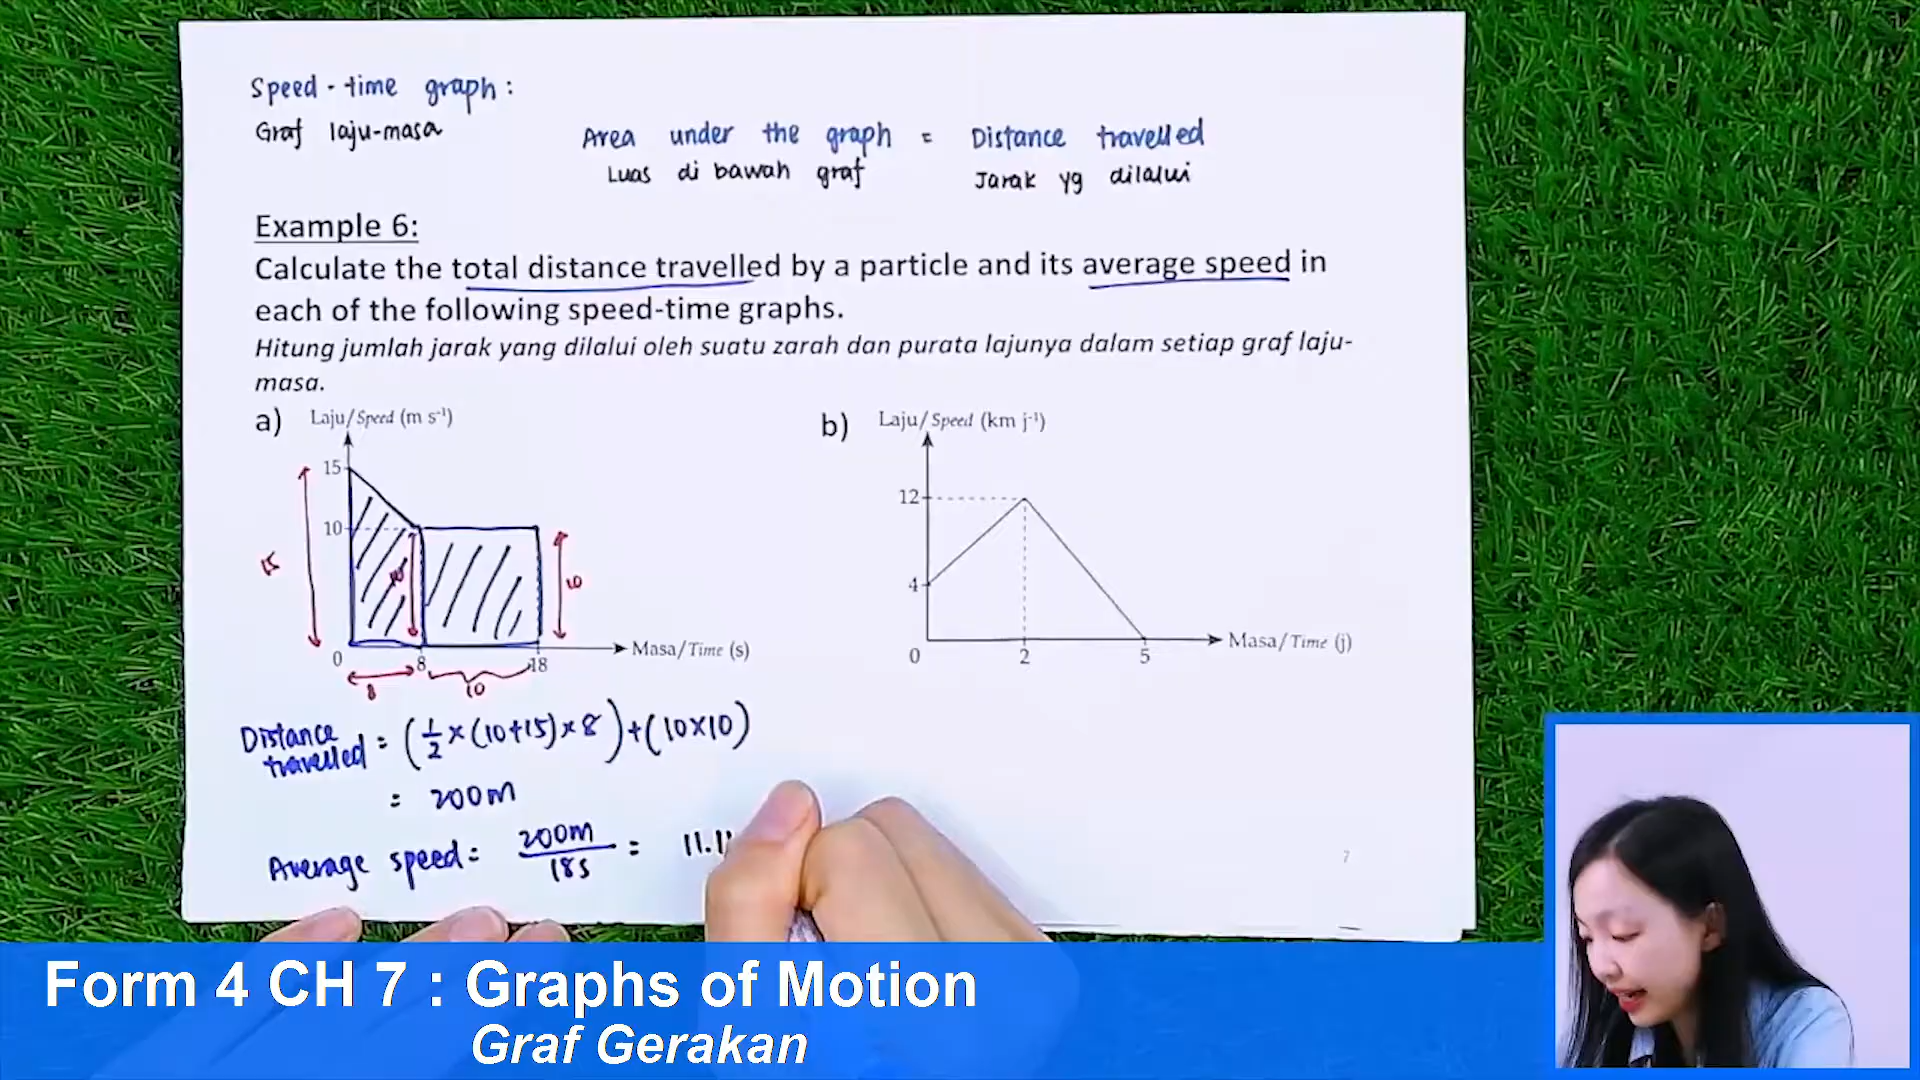 Speed-time graph:
Graf laju-masa
Area under the graph = Distance travelled
Luas di bawah graf
Jarak yg dilalui
Example 6:
Calculate the total distance travelled by a particle and its average speed in
each of the following speed-time graphs.
Hitung jumlah jarak yang dilalui oleh suatu zarah dan purata lajunya dalam setiap graf laju-
masa.
a)
Laju/Speed (m s⁻¹)
15
10
15
10
10
0
8
18
Masa/Time (s)
8
10
b)
Laju/Speed (km j⁻¹)
12
4
0
2
5
Masa/Time (j)
Distance travelled = (½ × (10+15) × 8) + (10×10)
= 200m
Average speed = 200m/18s = 11.11
7
Form 4 CH 7 : Graphs of Motion
Graf Gerakan